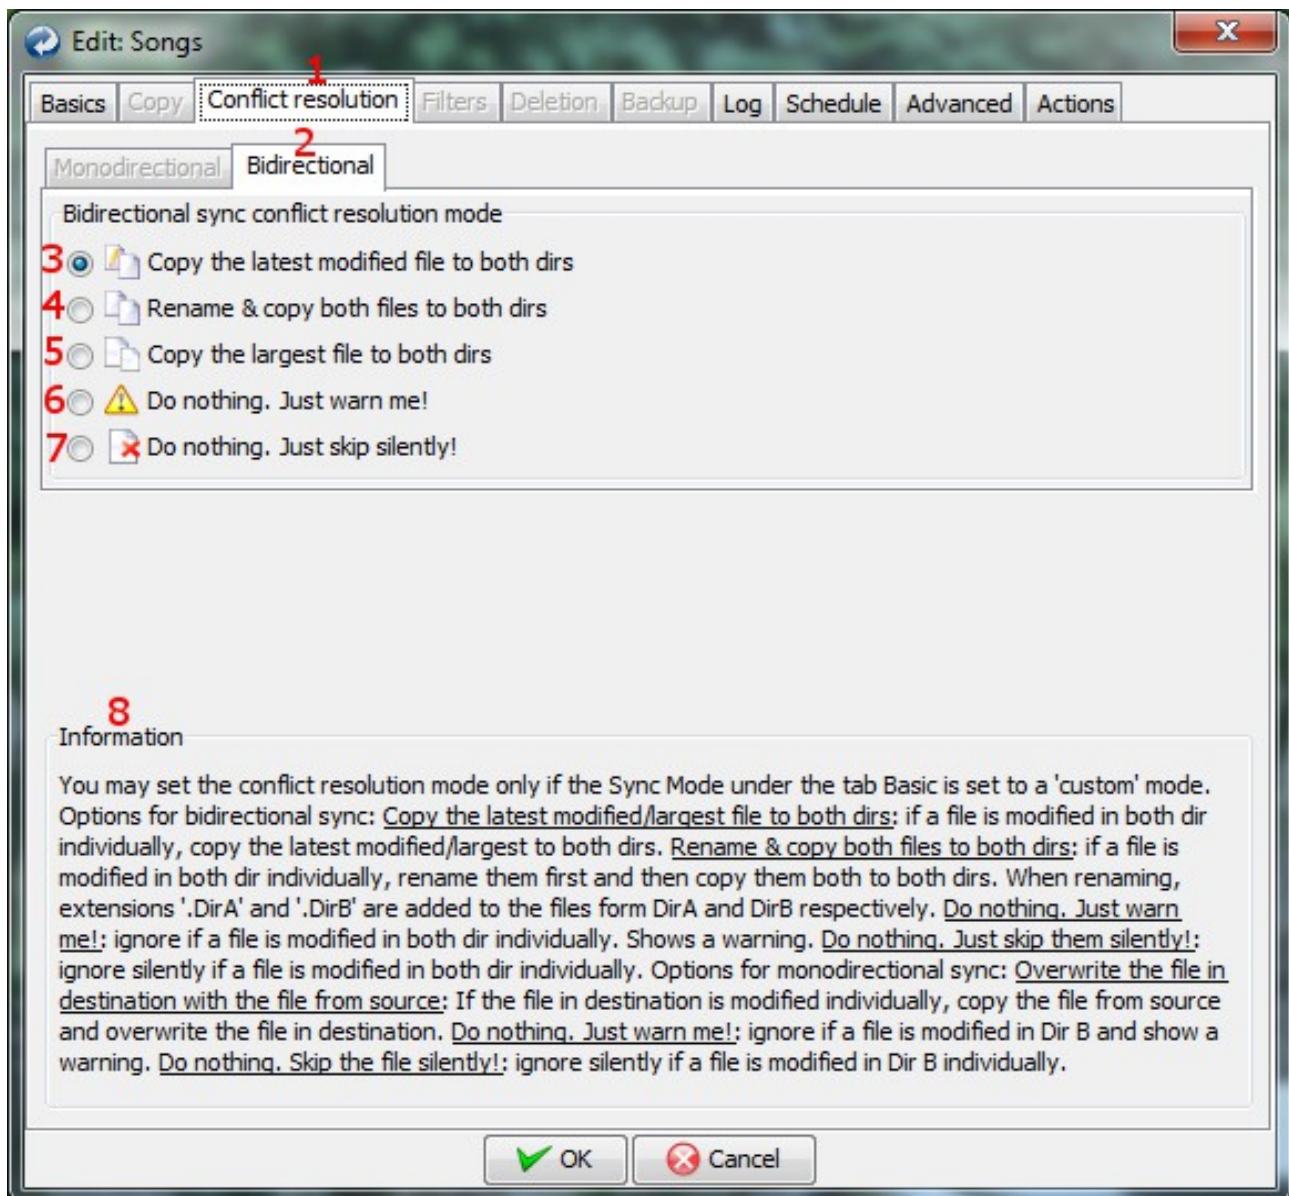 Edit: Songs
1
Basics Copy Conflict resolution Filters Deletion Backup Log Schedule Advanced Actions
2
Monodirectional Bidirectional
Bidirectional sync conflict resolution mode
3 Copy the latest modified file to both dirs
4 Rename & copy both files to both dirs
5 Copy the largest file to both dirs
6 Do nothing. Just warn me!
7 Do nothing. Just skip silently!
8
Information
You may set the conflict resolution mode only if the Sync Mode under the tab Basic is set to a 'custom' mode.
Options for bidirectional sync: Copy the latest modified/largest file to both dirs: if a file is modified in both dir
individually, copy the latest modified/largest to both dirs. Rename & copy both files to both dirs: if a file is
modified in both dir individually, rename them first and then copy them both to both dirs. When renaming,
extensions '.DirA' and '.DirB' are added to the files form DirA and DirB respectively. Do nothing. Just warn
me!: ignore if a file is modified in both dir individually. Shows a warning. Do nothing. Just skip them silently!:
ignore silently if a file is modified in both dir individually. Options for monodirectional sync: Overwrite the file in
destination with the file from source: If the file in destination is modified individually, copy the file from source
and overwrite the file in destination. Do nothing. Just warn me!: ignore if a file is modified in Dir B and show a
warning. Do nothing. Skip the file silently!: ignore silently if a file is modified in Dir B individually.
OK Cancel